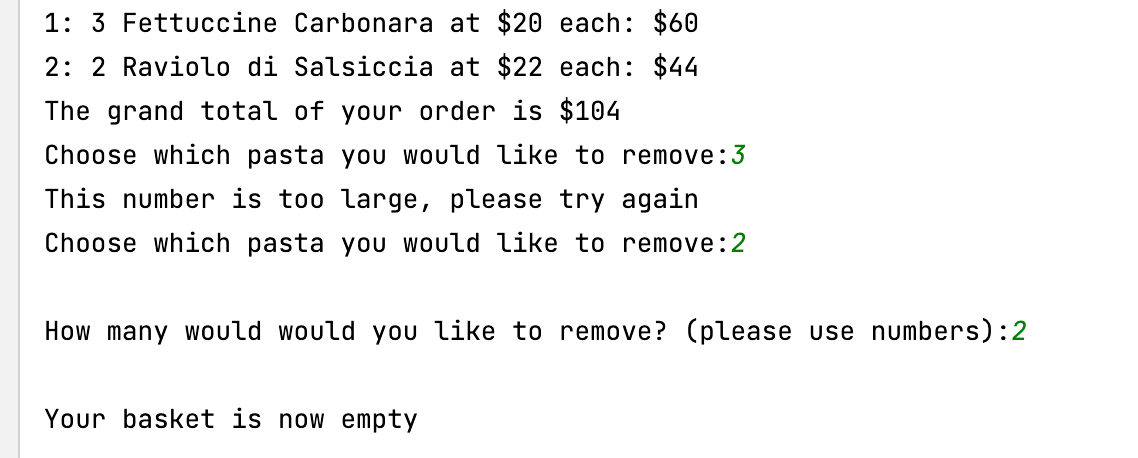 1: 3 Fettuccine Carbonara at $20 each: $60
2: 2 Raviolo di Salsiccia at $22 each: $44
The grand total of your order is $104
Choose which pasta you would like to remove:3
This number is too large, please try again
Choose which pasta you would like to remove:2
How many would would you like to remove? (please use numbers):2
Your basket is now empty